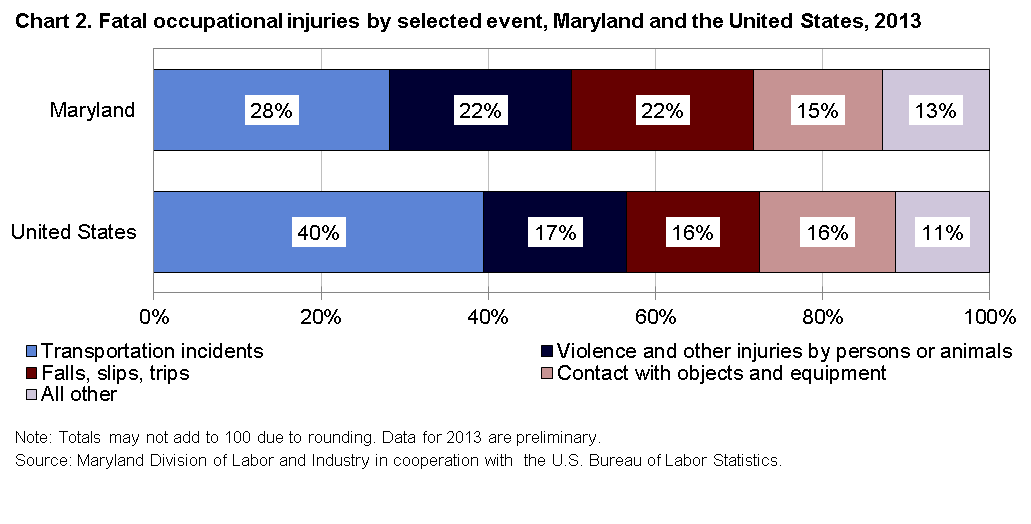 Chart 2. Fatal occupational injuries by selected event, Maryland and the United States, 2013
Maryland
28%
22%
22%
15%
13%
United States
40%
17%
16%
16%
11%
0%
20%
40%
60%
80%
100%
Transportation incidents
Violence and other injuries by persons or animals
Falls, slips, trips
Contact with objects and equipment
All other
Note: Totals may not add to 100 due to rounding. Data for 2013 are preliminary.
Source: Maryland Division of Labor and Industry in cooperation with the U.S. Bureau of Labor Statistics.